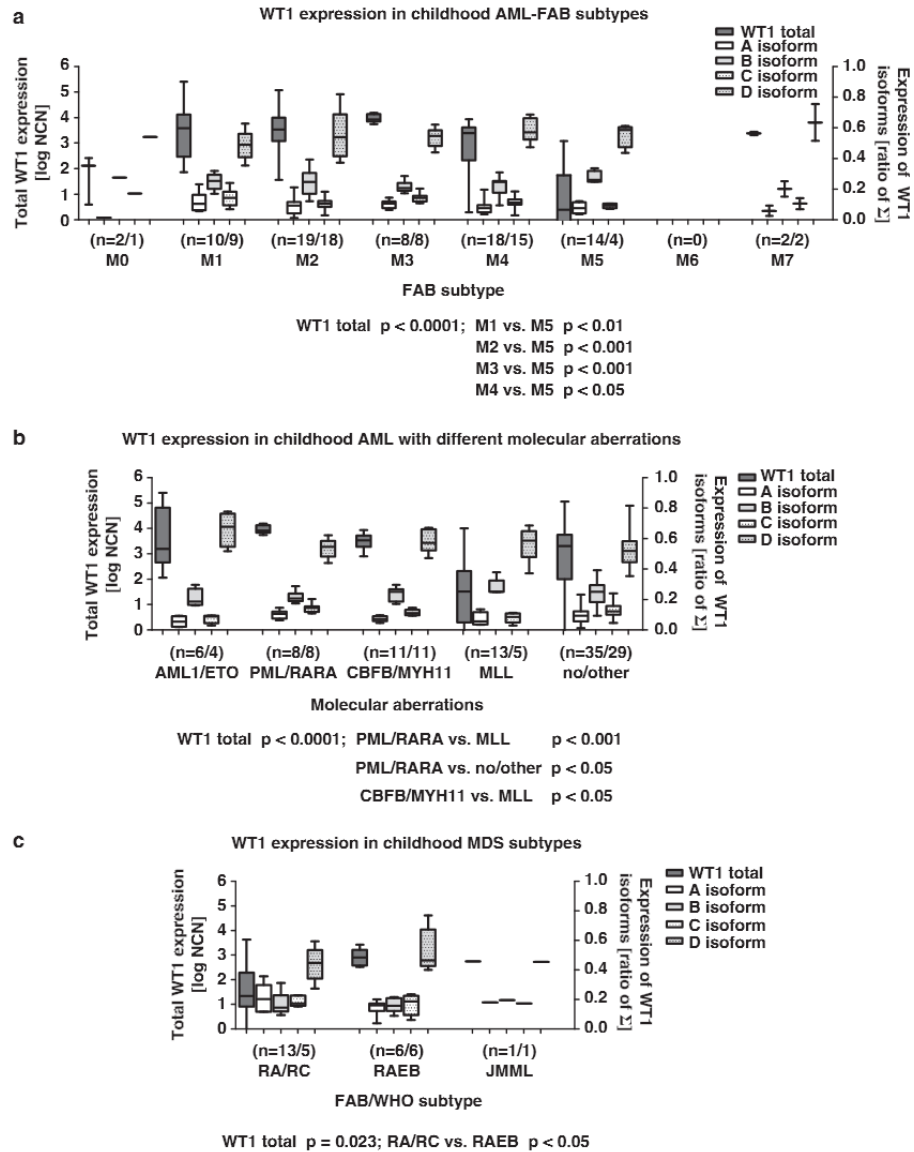 a
WT1 expression in childhood AML-FAB subtypes
WT1 total
A isoform
B isoform
C isoform
D isoform
Total WT1 expression
[log NCN]
6
5
4
3
2
1
0
1.0
0.8
0.6
0.4
0.2
0.0
Expression of WT1
isoforms [ratio of Σ]
(n=2/1) (n=10/9) (n=19/18) (n=8/8) (n=18/15) (n=14/4) (n=0) (n=2/2)
M0 M1 M2 M3 M4 M5 M6 M7
FAB subtype
WT1 total p < 0.0001; M1 vs. M5 p < 0.01
M2 vs. M5 p < 0.001
M3 vs. M5 p < 0.001
M4 vs. M5 p < 0.05
b
WT1 expression in childhood AML with different molecular aberrations
Total WT1 expression
[log NCN]
6
5
4
3
2
1
0
1.0
0.8
0.6
0.4
0.2
0.0
Expression of WT1
isoforms [ratio of Σ]
WT1 total
A isoform
B isoform
C isoform
D isoform
(n=6/4) (n=8/8) (n=11/11) (n=13/5) (n=35/29)
AML1/ETO PML/RARA CBFB/MYH11 MLL no/other
Molecular aberrations
WT1 total p < 0.0001; PML/RARA vs. MLL p < 0.001
PML/RARA vs. no/other p < 0.05
CBFB/MYH11 vs. MLL p < 0.05
c
WT1 expression in childhood MDS subtypes
Total WT1 expression
[log NCN]
6
5
4
3
2
1
0
1.0
0.8
0.6
0.4
0.2
0.0
Expression of WT1
isoforms [ratio of Σ]
WT1 total
A isoform
B isoform
C isoform
D isoform
(n=13/5) (n=6/6) (n=1/1)
RA/RC RAEB JMML
FAB/WHO subtype
WT1 total p = 0.023; RA/RC vs. RAEB p < 0.05